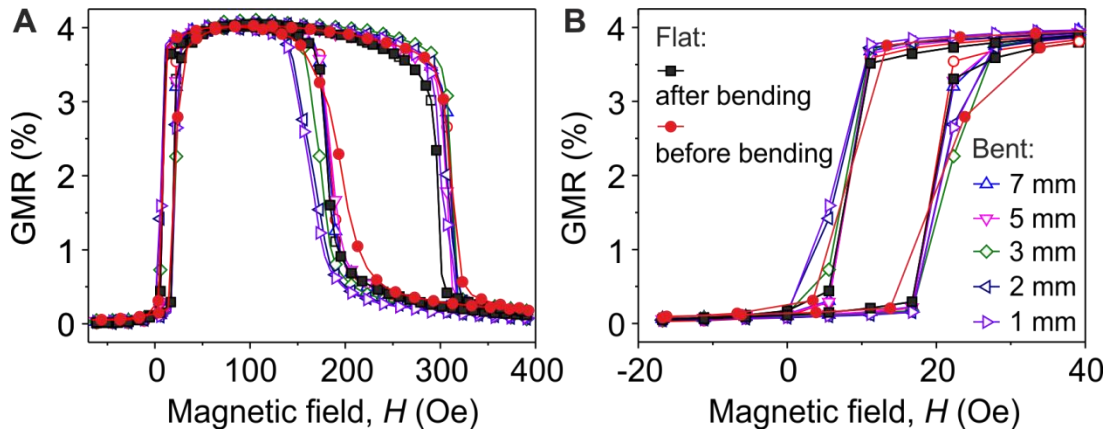 A
4
3
2
1
0
GMR (%)
0
100
200
300
400
Magnetic field, H (Oe)
B
4
3
2
1
0
GMR (%)
Flat:
after bending
before bending
Bent:
7 mm
5 mm
3 mm
2 mm
1 mm
-20
0
20
40
Magnetic field, H (Oe)